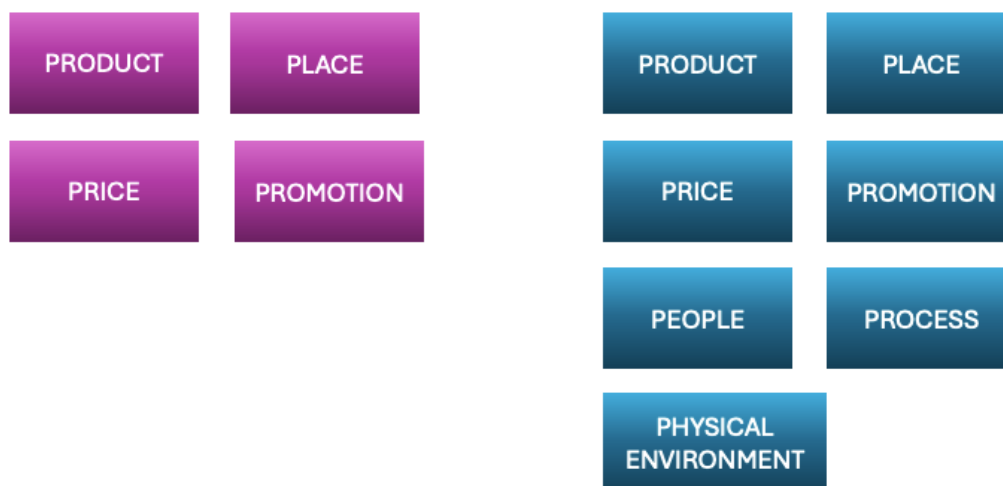 PRODUCT
PLACE
PRICE
PROMOTION
PRODUCT
PLACE
PRICE
PROMOTION
PEOPLE
PROCESS
PHYSICAL
ENVIRONMENT